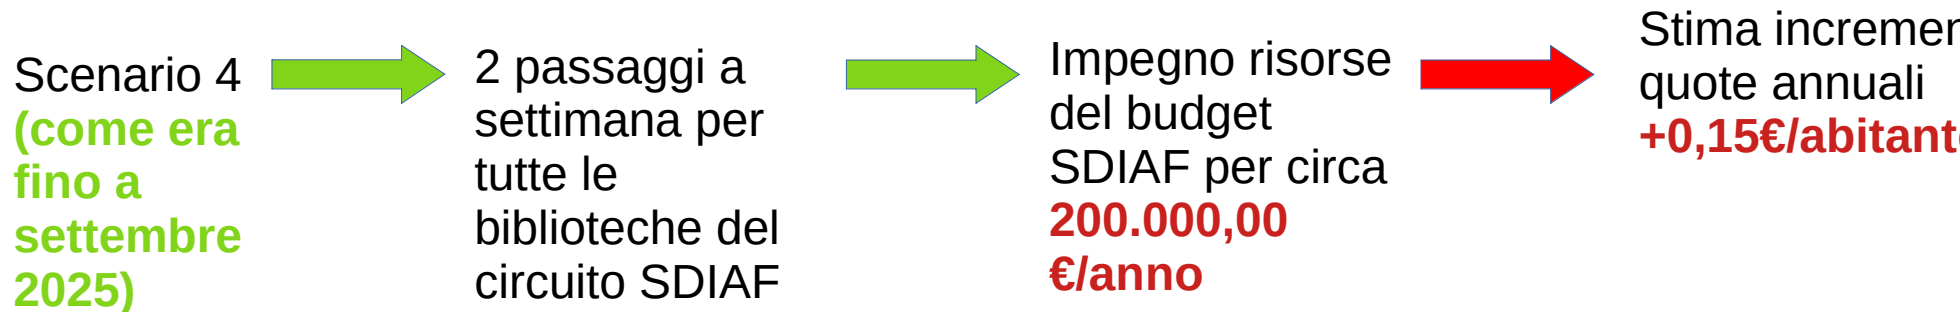 Scenario 4
(come era
fino a
settembre
2025)
2 passaggi a
settimana per
tutte le
biblioteche del
circuito SDIAF
Impegno risorse
del budget
SDIAF per circa
200.000,00
€/anno
Stima
quote annuali
+0,15€/abitant